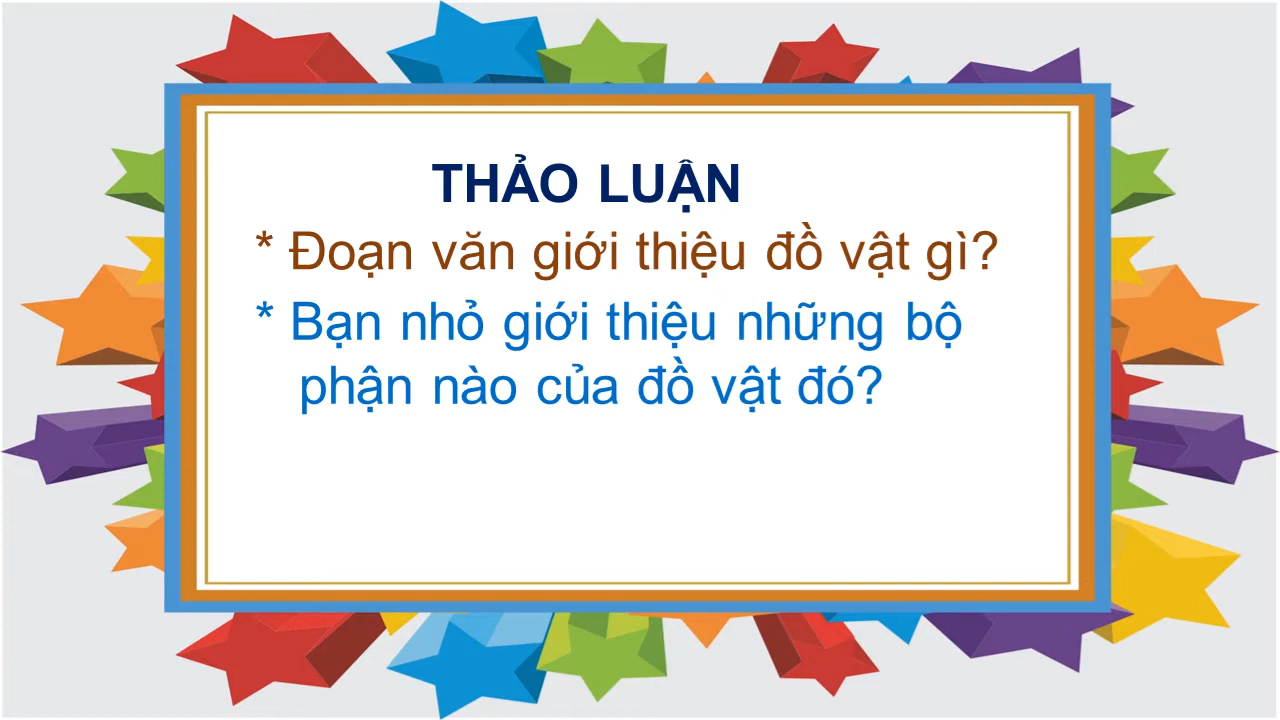 THẢO LUẬN
* Đoạn văn giới thiệu đồ vật gì?
* Bạn nhỏ giới thiệu những bộ
phận nào của đồ vật đó?